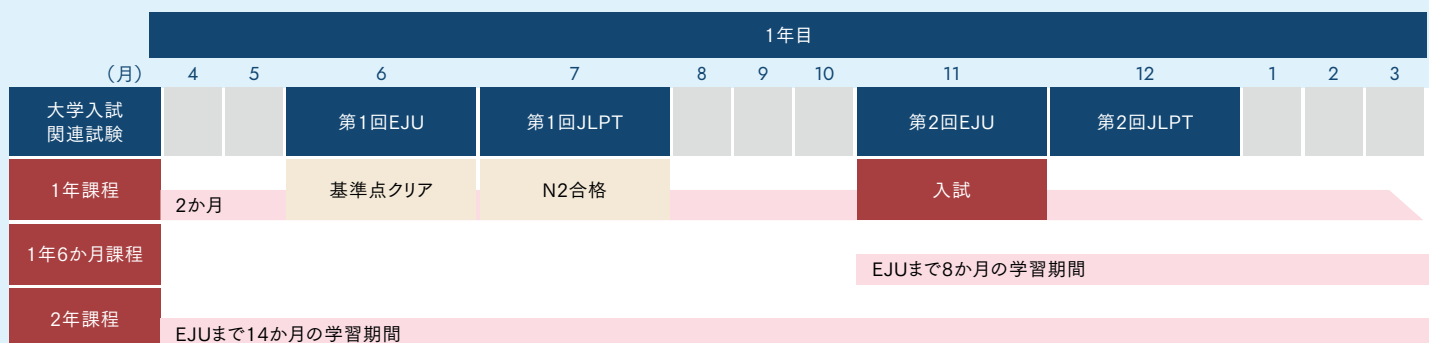 1年目
(月) 4 5 6 7 8 9 10 11 12 1 2 3
大学入試
関連試験
第1回EJU 第1回JLPT 第2回EJU 第2回JLPT
1年課程 2か月 基準点クリア N2合格 入試
1年6か月課程 EJUまで8か月の学習期間
2年課程 EJUまで14か月の学習期間